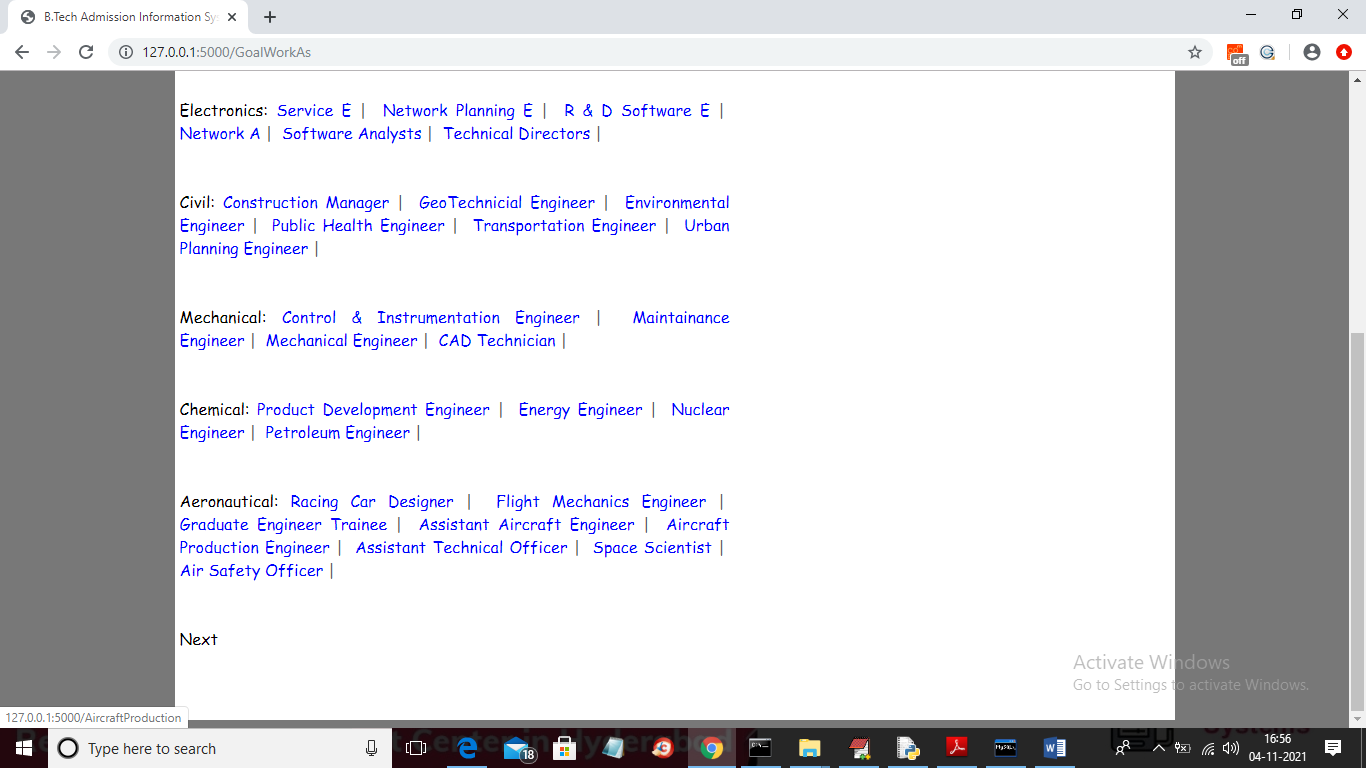 B.Tech Admission Information Sy
127.0.0.1:5000/GoalWorkAs
off
Electronics: Service E | Network Planning E | R & D Software E |
Network A | Software Analysts | Technical Directors |
Civil: Construction Manager | GeoTechnicial Engineer | Environmental
Engineer | Public Health Engineer | Transportation Engineer | Urban
Planning Engineer |
Mechanical: Control & Instrumentation Engineer | Maintainance
Engineer | Mechanical Engineer | CAD Technician |
Chemical: Product Development Engineer | Energy Engineer | Nuclear
Engineer | Petroleum Engineer |
Aeronautical: Racing Car Designer | Flight Mechanics Engineer |
Graduate Engineer Trainee | Assistant Aircraft Engineer | Aircraft
Production Engineer | Assistant Technical Officer | Space Scientist |
Air Safety Officer |
Next
Activate Windows
Go to Settings to activate Windows.
127.0.0.1:5000/AircraftProduction
Type here to search
18
MySQL
16:56
04-11-2021